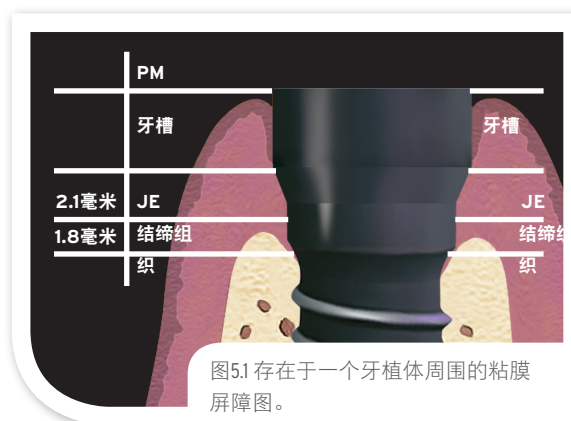 PM
牙槽
牙槽
2.1毫米 JE
JE
1.8毫米 结缔组
织
结缔组
织
图5.1 存在于一个牙植体周围的粘膜
屏障图。